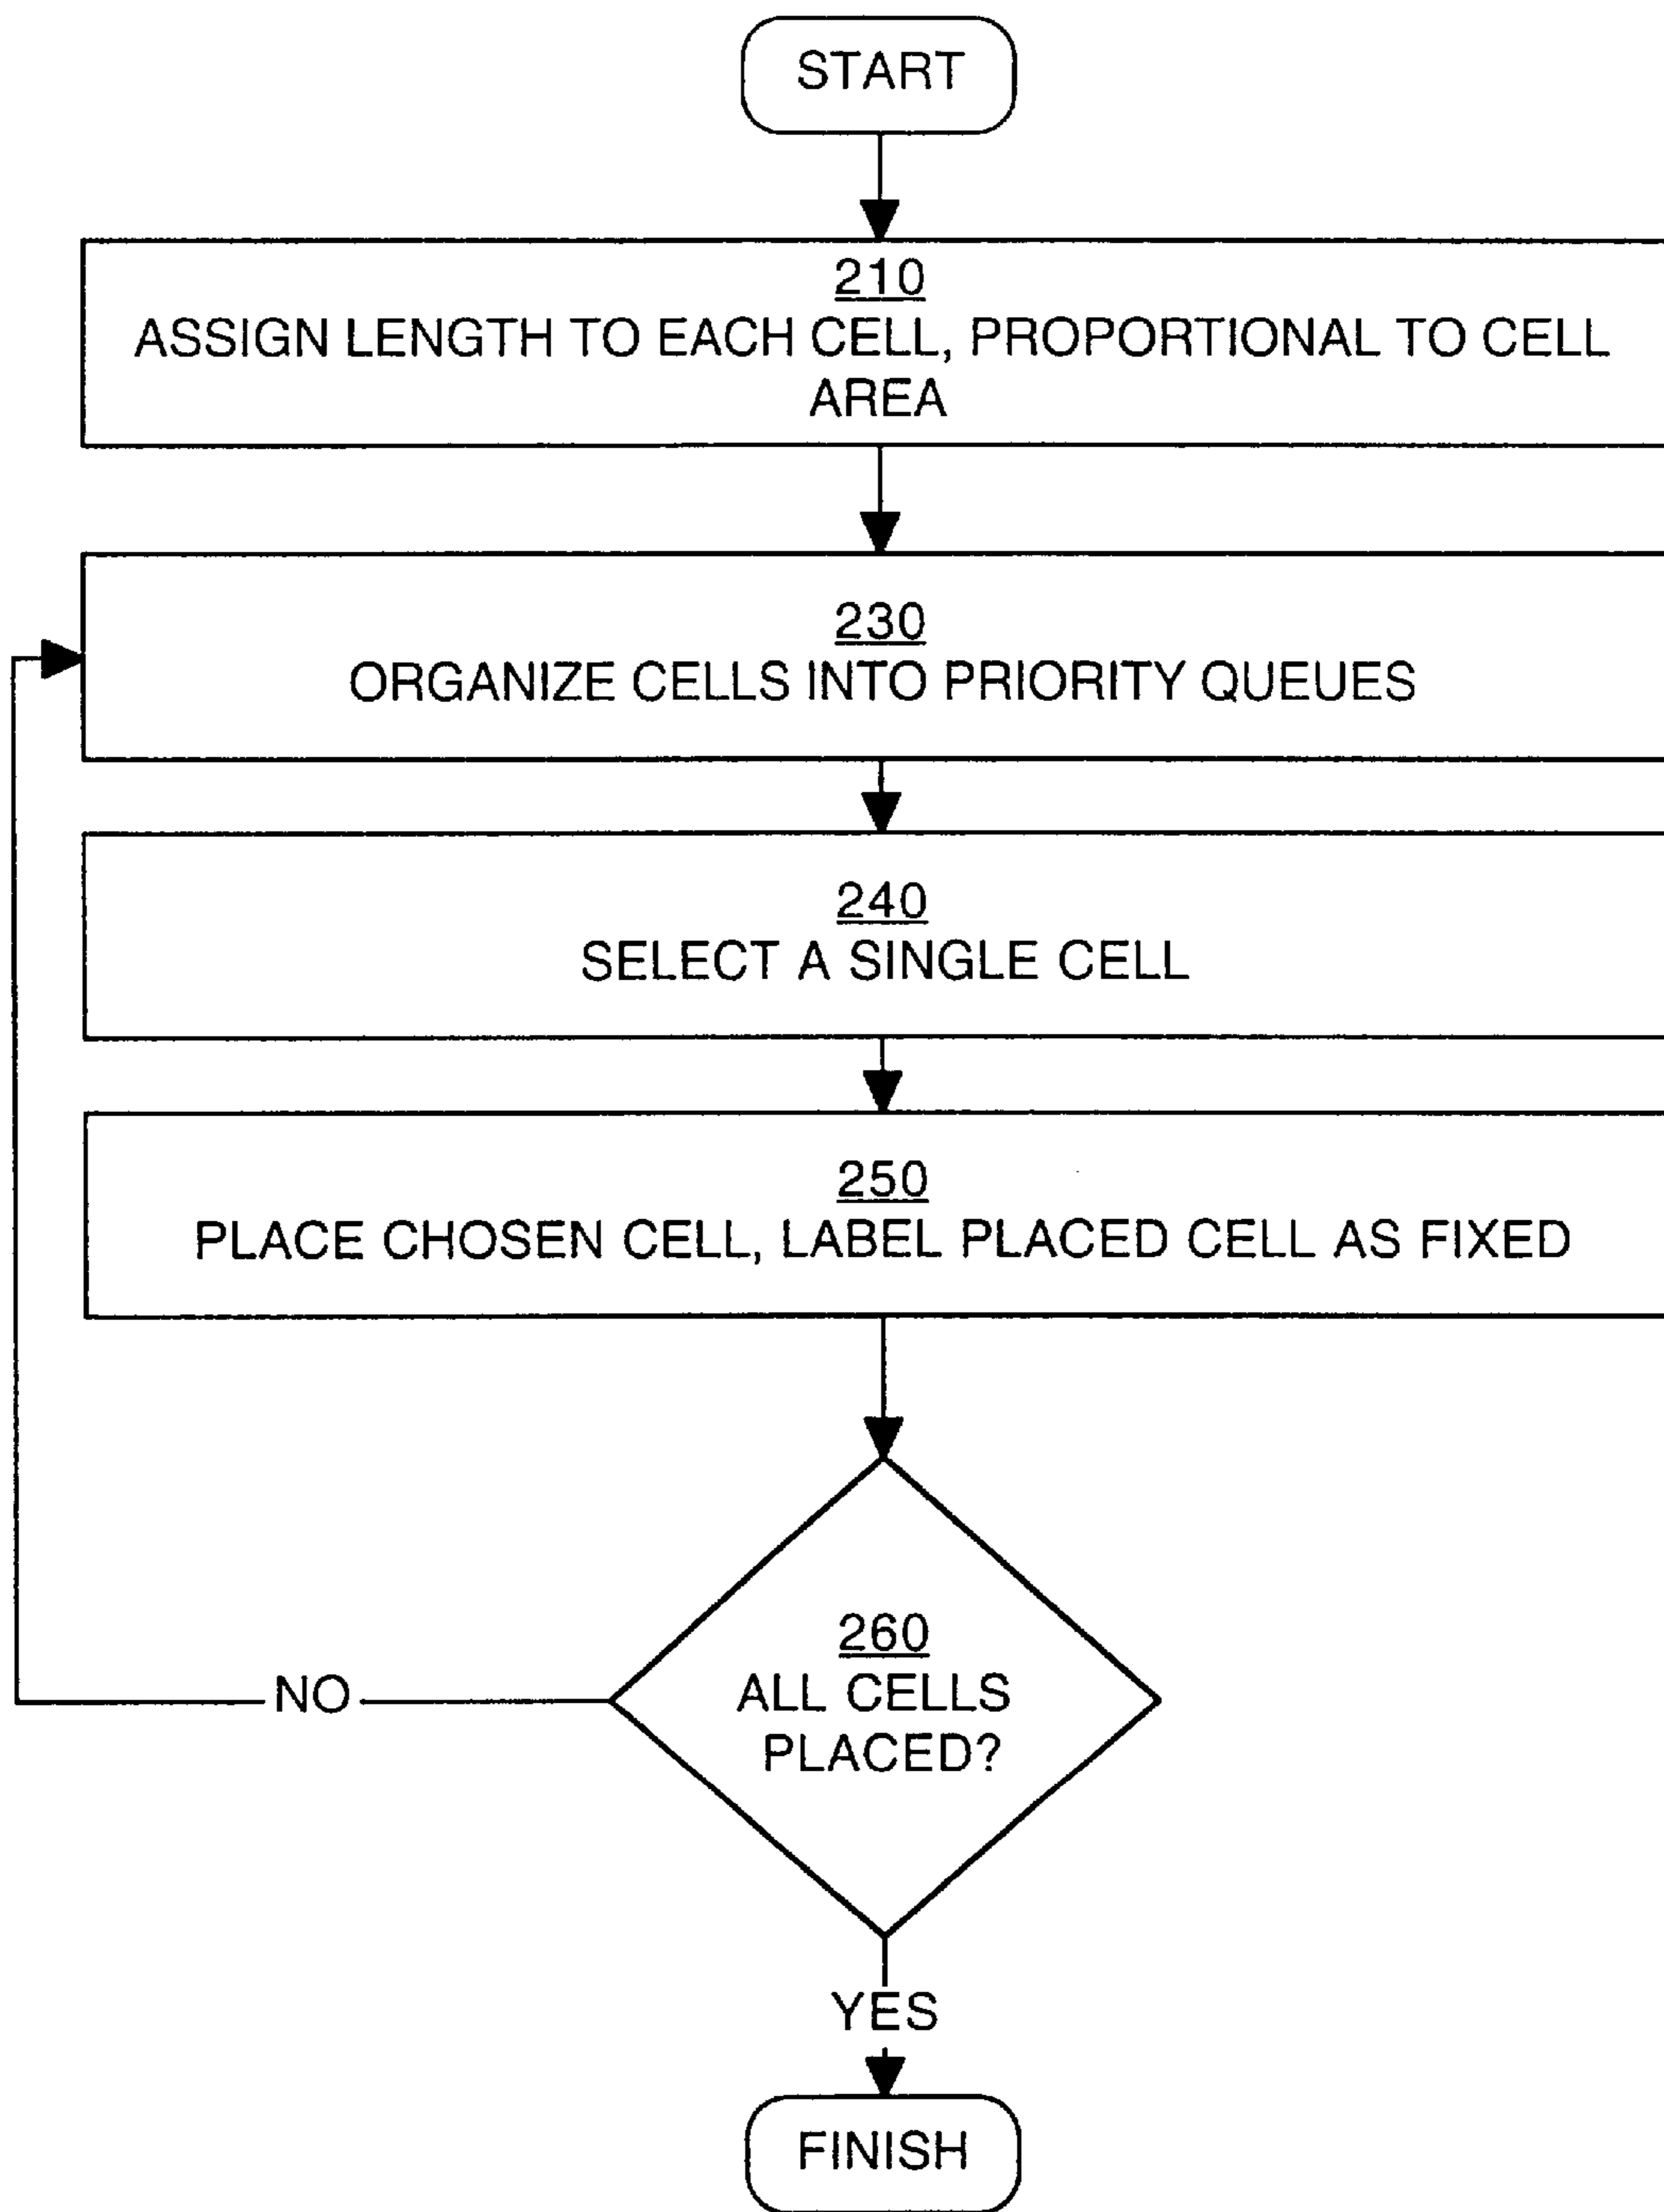 START
210
ASSIGN LENGTH TO EACH CELL, PROPORTIONAL TO CELL
AREA
230
ORGANIZE CELLS INTO PRIORITY QUEUES
240
SELECT A SINGLE CELL
250
PLACE CHOSEN CELL, LABEL PLACED CELL AS FIXED
260
ALL CELLS
PLACED?
NO
YES
FINISH